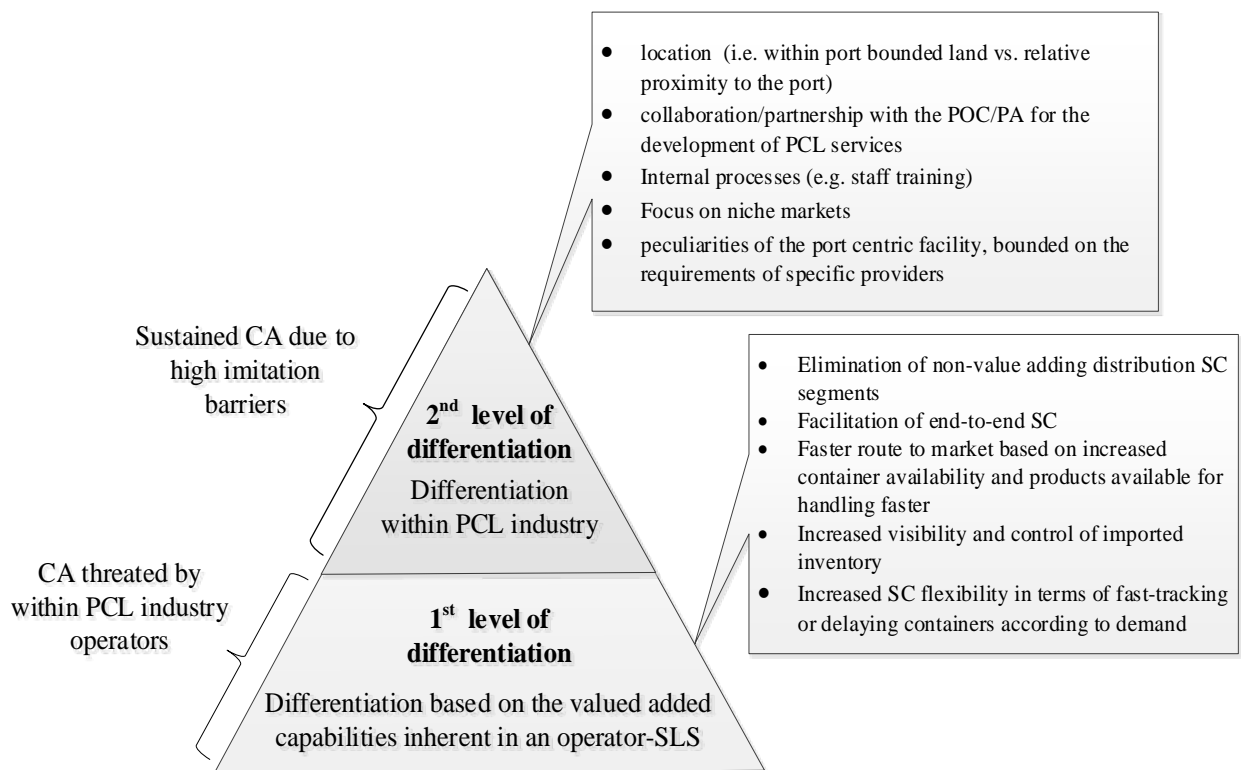 ● location (i.e. within port bounded land vs. relative
proximity to the port)
● collaboration/partnership with the POC/PA for the
development of PCL services
● Internal processes (e.g. staff training)
● Focus on niche markets
● peculiarities of the port centric facility, bounded on the
requirements of specific providers
Sustained CA due to
high imitation
barriers
2nd level of
differentiation
Differentiation
within PCL industry
● Elimination of non-value adding distribution SC
segments
● Facilitation of end-to-end SC
● Faster route to market based on increased
container availability and products available for
handling faster
● Increased visibility and control of imported
inventory
● Increased SC flexibility in terms of fast-tracking
or delaying containers according to demand
CA threated by
within PCL industry
operators
1st level of
differentiation
Differentiation based on the valued added
capabilities inherent in an operator-SLS